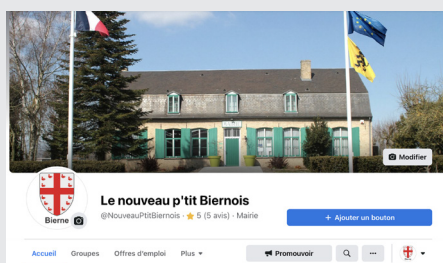 Modifier
Bierne
Le nouveau p'tit Biernois
@NouveauPtitBiernois · 5 (5 avis) · Mairie
+ Ajouter un bouton
Accueil Groupes Offres d'emploi Plus Promouvoir